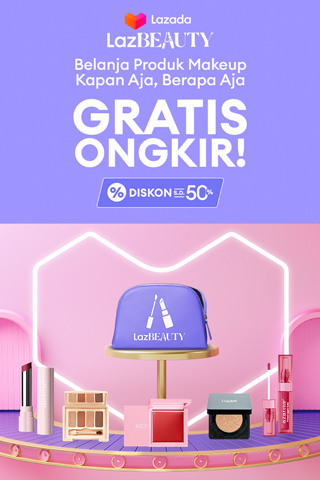 Lazada
LazBEAUTY
Belanja Produk Makeup
Kapan Aja, Berapa Aja
GRATIS
ONGKIR!
% DISKON S.D. 50%
LazBEAUTY